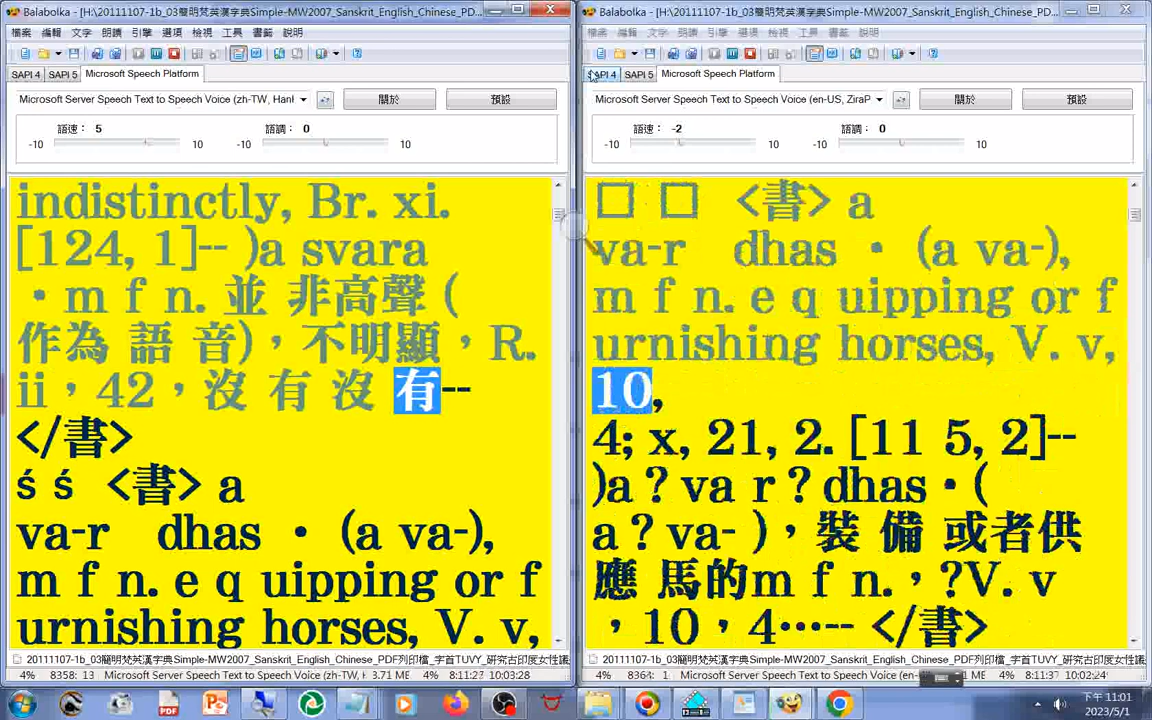 Balabolka - [H:\20111107-1b_03簡明梵英漢字典Simple-MW2007_Sanskrit_English_Chinese_PD...
檔案 編輯 文字 朗讀 引擎 選項 檢視 工具 書籤 說明
SAPI 4 SAPI 5 Microsoft Speech Platform
Microsoft Server Speech Text to Speech Voice (zh-TW, Hanl
關於
預設
語速： 5
語調： 0
-10 10 -10 10
indistinctly, Br. xi.
[124, 1]-- )a svara
・m f n. 並 非高聲 (
作為 語 音)，不明顯，R.
ii，42，沒 有 沒 有--
</書>
ś ś <書> a
va-r dhas ・ (a va-),
m f n. e q uipping or f
urnishing horses, V. v,
20111107-1b_03簡明梵英漢字典Simple-MW2007_Sanskrit_English_Chinese_PDF列印檔_字首TUVY_研究古印度女性議
4% 8358: 13 Microsoft Speech Platform: Microsoft Server Speech Text to Speech Voice (zh-TW, H 3.71 MB 4% 8:11:27 10:03:28
Balabolka - [H:\20111107-1b_03簡明梵英漢字典Simple-MW2007_Sanskrit_English_Chinese_PD...
檔案 編輯 文字 朗讀 引擎 選項 檢視 工具 書籤 說明
SAPI 4 SAPI 5 Microsoft Speech Platform
Microsoft Server Speech Text to Speech Voice (en-US, ZiraP
關於
預設
語速： -2
語調： 0
-10 10 -10 10
□ □ <書> a
va-r dhas ・ (a va-),
m f n. e q uipping or f
urnishing horses, V. v,
10,
4; x, 21, 2. [11 5, 2]--
)a？va r？dhas・(
a？va- )，裝 備 或者供
應 馬的m f n.，?V. v
，10，4…-- </書>
20111107-1b_03簡明梵英漢字典Simple-MW2007_Sanskrit_English_Chinese_PDF列印檔_字首TUVY_研究古印度女性議
下午 11:01
2023/5/1